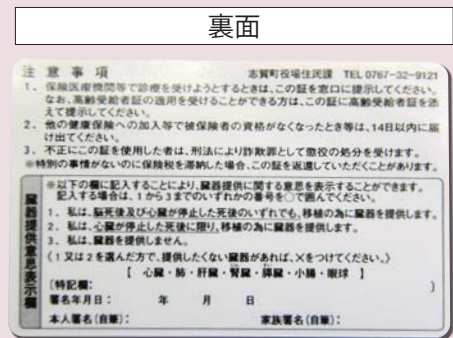 裏面
注意事項 志賀町役場住民課 TEL 0767-32-9121
1. 保険医療機関等で診療を受けようとするときは、この証を窓口に提示してください。
なお、高齢受給者証の適用を受けることができる方は、この証に高齢受給者証を添
えて提示してください。
2. 他の健康保険への加入等で被保険者の資格がなくなったとき等は、14日以内に届
け出てください。
3. 不正にこの証を使用した者は、刑法により詐欺罪として懲役の処分を受けます。
※特別の事情がないのに保険税を滞納した場合、この証を返還していただくことがあります。
臓器提供意思表示欄
※以下の欄に記入することにより、臓器提供に関する意思を表示することができます。
記入する場合は、1から3までのいずれかの番号を○で囲んでください。
1. 私は、脳死後及び心臓が停止した死後のいずれでも、移植の為に臓器を提供します。
2. 私は、心臓が停止した死後に限り、移植の為に臓器を提供します。
3. 私は、臓器を提供しません。
《1又は2を選んだ方で、提供したくない臓器があれば、×をつけてください。》
【 心臓・肺・肝臓・腎臓・膵臓・小腸・眼球 】
〔特記欄: 〕
署名年月日: 年 月 日
本人署名(自筆): 家族署名(自筆):